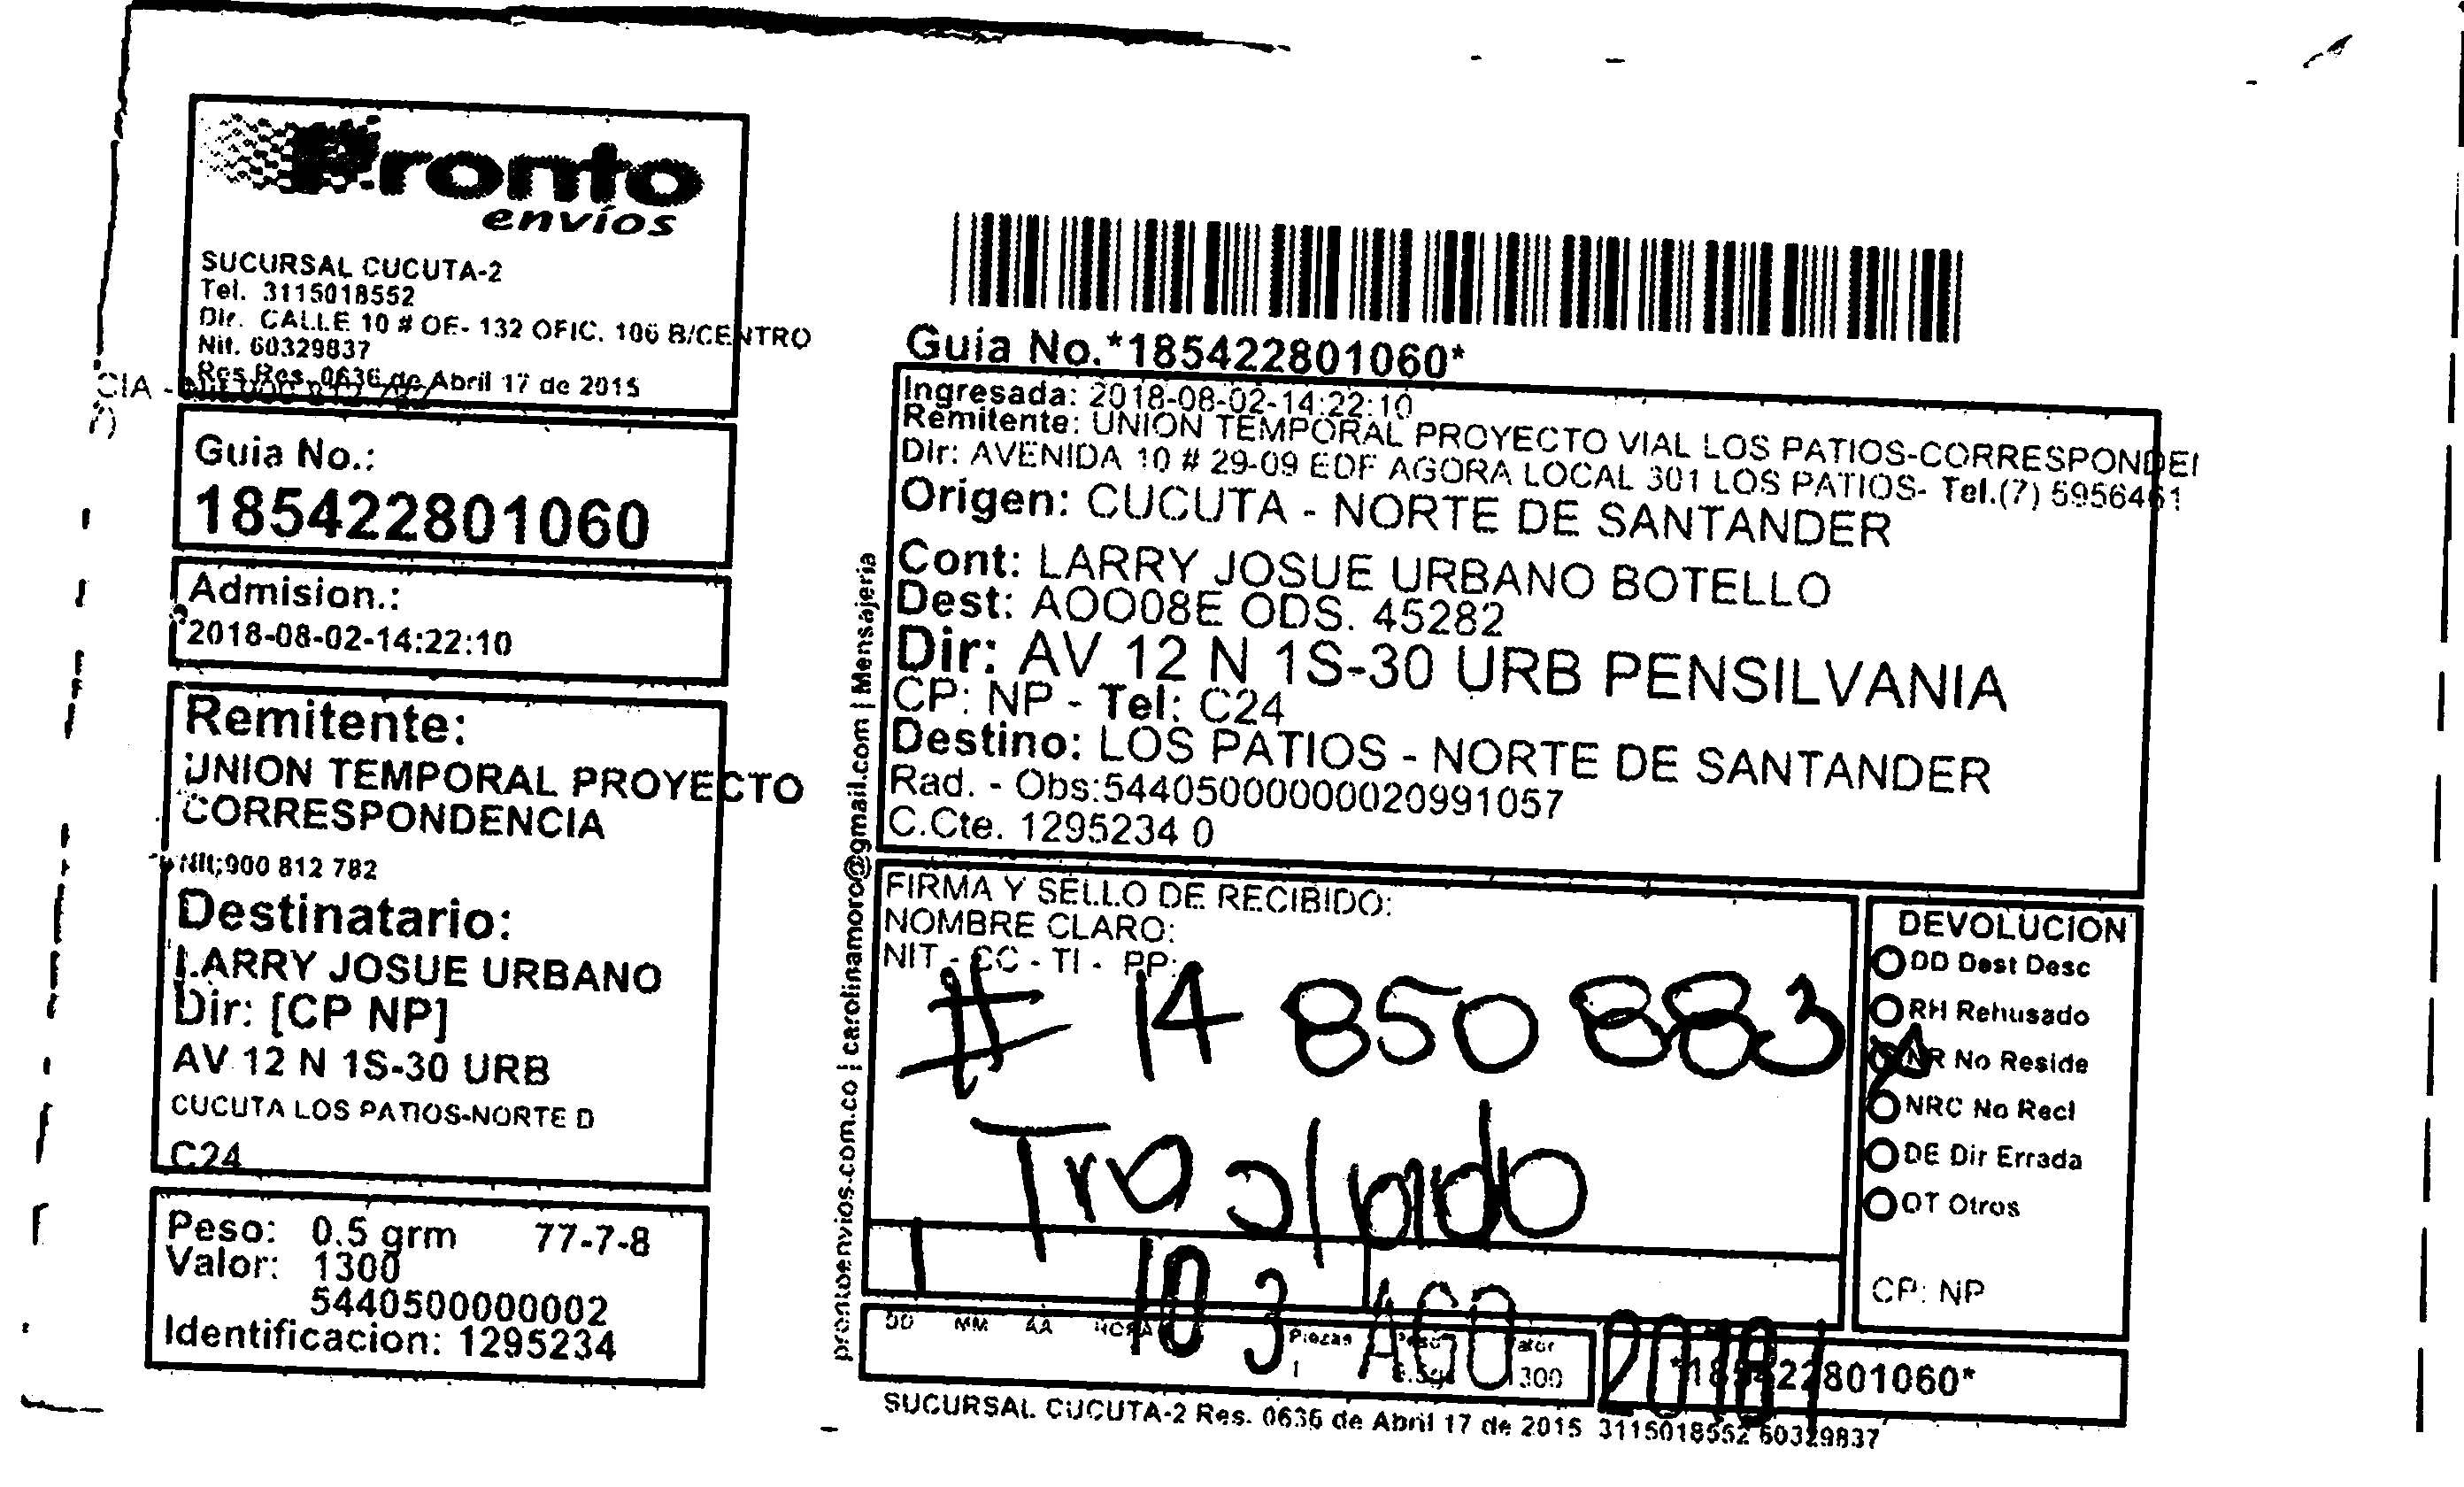 Pronto
envíos
SUCURSAL CUCUTA-2
Tel. 3115018552
Dir. CALLE 10 # OE- 132 OFIC. 106 B/CENTRO
Nit. 60329837
Res Res. 0636 de Abril 17 de 2015
CIA -
Guia No.:
185422801060
Admision.:
2018-08-02-14:22:10
Remitente:
UNION TEMPORAL PROYECTO
CORRESPONDENCIA
Nit;900 812 782
Destinatario:
LARRY JOSUE URBANO
Dir: [CP NP]
AV 12 N 1S-30 URB
CUCUTA LOS PATIOS-NORTE D
C24
Peso: 0.5 grm 77-7-8
Valor: 1300
5440500000002
Identificacion: 1295234
prontoenvios.com.co | carolinamoro@gmail.com | Mensajeria
Guia No.*185422801060*
Ingresada: 2018-08-02-14:22:10
Remitente: UNION TEMPORAL PROYECTO VIAL LOS PATIOS-CORRESPONDEI
Dir: AVENIDA 10 # 29-09 EDF AGORA LOCAL 301 LOS PATIOS- Tel.(7) 5956461
Origen: CUCUTA - NORTE DE SANTANDER
Cont: LARRY JOSUE URBANO BOTELLO
Dest: AOO08E ODS. 45282
Dir: AV 12 N 1S-30 URB PENSILVANIA
CP: NP - Tel: C24
Destino: LOS PATIOS - NORTE DE SANTANDER
Rad. - Obs:544050000000020991057
C.Cte. 1295234 0
FIRMA Y SELLO DE RECIBIDO:
NOMBRE CLARO:
NIT - CC - TI - PP:
# 14 850 883
Traslado
03 AGO 2018
DD MM AA HORA Piezas Peso Valor
1 300
*185422801060*
DEVOLUCION
DD Dest Desc
RH Rehusado
NR No Reside
NRC No Recl
DE Dir Errada
OT Otros
CP: NP
SUCURSAL CUCUTA-2 Res. 0636 de Abril 17 de 2015 3115018552 60329837